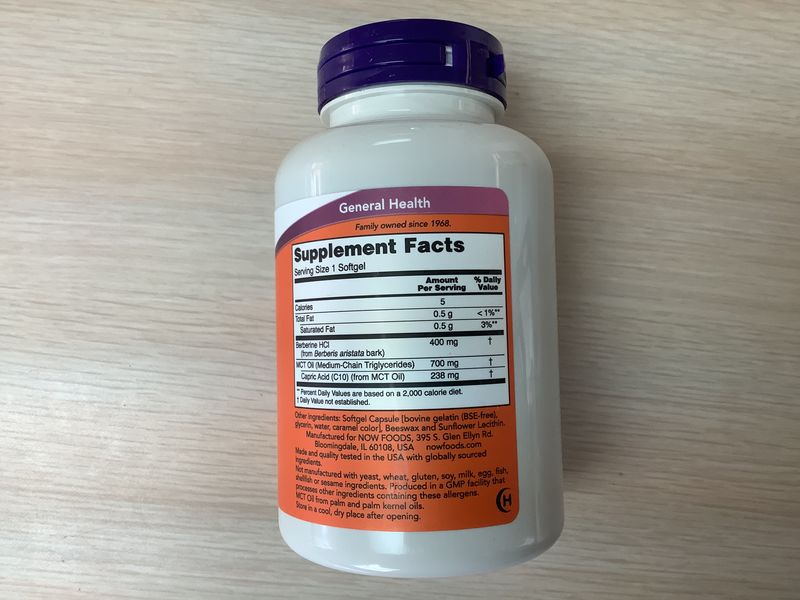 General Health
Family owned since 1968.
Supplement Facts
Serving Size 1 Softgel
Amount Per Serving % Daily Value
Calories 5
Total Fat 0.5 g < 1%**
Saturated Fat 0.5 g 3%**
Berberine HCl 400 mg †
(from Berberis aristata bark)
MCT Oil (Medium-Chain Triglycerides) 700 mg †
Capric Acid (C10) (from MCT Oil) 238 mg †
** Percent Daily Values are based on a 2,000 calorie diet.
† Daily Value not established.
Other ingredients: Softgel Capsule [bovine gelatin (BSE-free),
glycerin, water, caramel color], Beeswax and Sunflower Lecithin.
Manufactured for NOW FOODS, 395 S. Glen Ellyn Rd.
Bloomingdale, IL 60108, USA nowfoods.com
Made and quality tested in the USA with globally sourced
ingredients.
Not manufactured with yeast, wheat, gluten, soy, milk, egg, fish,
shellfish or sesame ingredients. Produced in a GMP facility that
processes other ingredients containing these allergens.
MCT Oil from palm and palm kernel oils.
Store in a cool, dry place after opening.
H